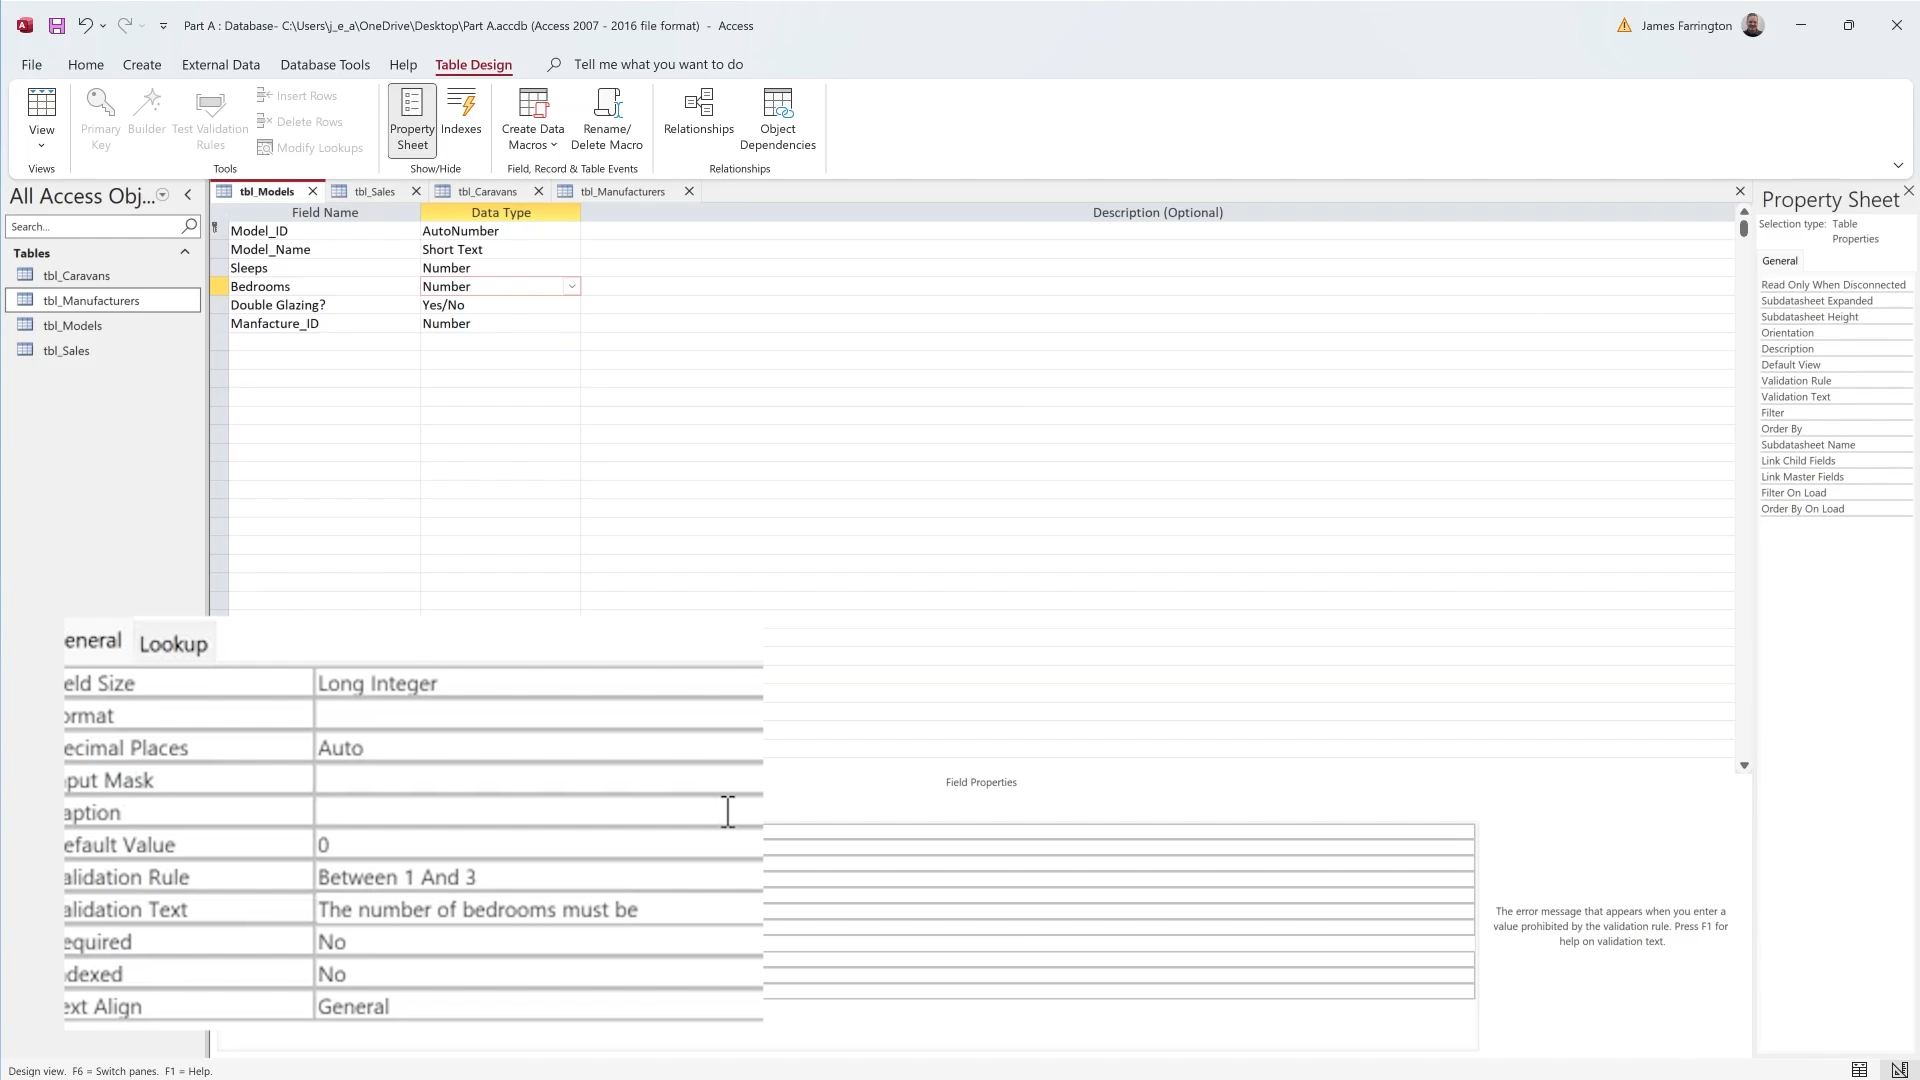 Part A : Database- C:\Users\j_e_a\OneDrive\Desktop\Part A.accdb (Access 2007 - 2016 file format) - Access
James Farrington
File Home Create External Data Database Tools Help Table Design Tell me what you want to do
View
Primary Key
Builder
Test Validation Rules
Insert Rows
Delete Rows
Modify Lookups
Property Sheet
Indexes
Create Data Macros
Rename/ Delete Macro
Relationships
Object Dependencies
Views
Tools
Show/Hide
Field, Record & Table Events
Relationships
All Access Obj...
Search...
Tables
tbl_Caravans
tbl_Manufacturers
tbl_Models
tbl_Sales
tbl_Models tbl_Sales tbl_Caravans tbl_Manufacturers
Field Name Data Type Description (Optional)
Model_ID AutoNumber
Model_Name Short Text
Sleeps Number
Bedrooms Number
Double Glazing? Yes/No
Manfacture_ID Number
eneral Lookup
eld Size Long Integer
ormat
ecimal Places Auto
put Mask
aption
efault Value 0
alidation Rule Between 1 And 3
alidation Text The number of bedrooms must be
equired No
dexed No
ext Align General
Field Properties
The error message that appears when you enter a
value prohibited by the validation rule. Press F1 for
help on validation text.
Property Sheet
Selection type: Table
Properties
General
Read Only When Disconnected
Subdatasheet Expanded
Subdatasheet Height
Orientation
Description
Default View
Validation Rule
Validation Text
Filter
Order By
Subdatasheet Name
Link Child Fields
Link Master Fields
Filter On Load
Order By On Load
Design view. F6 = Switch panes. F1 = Help.